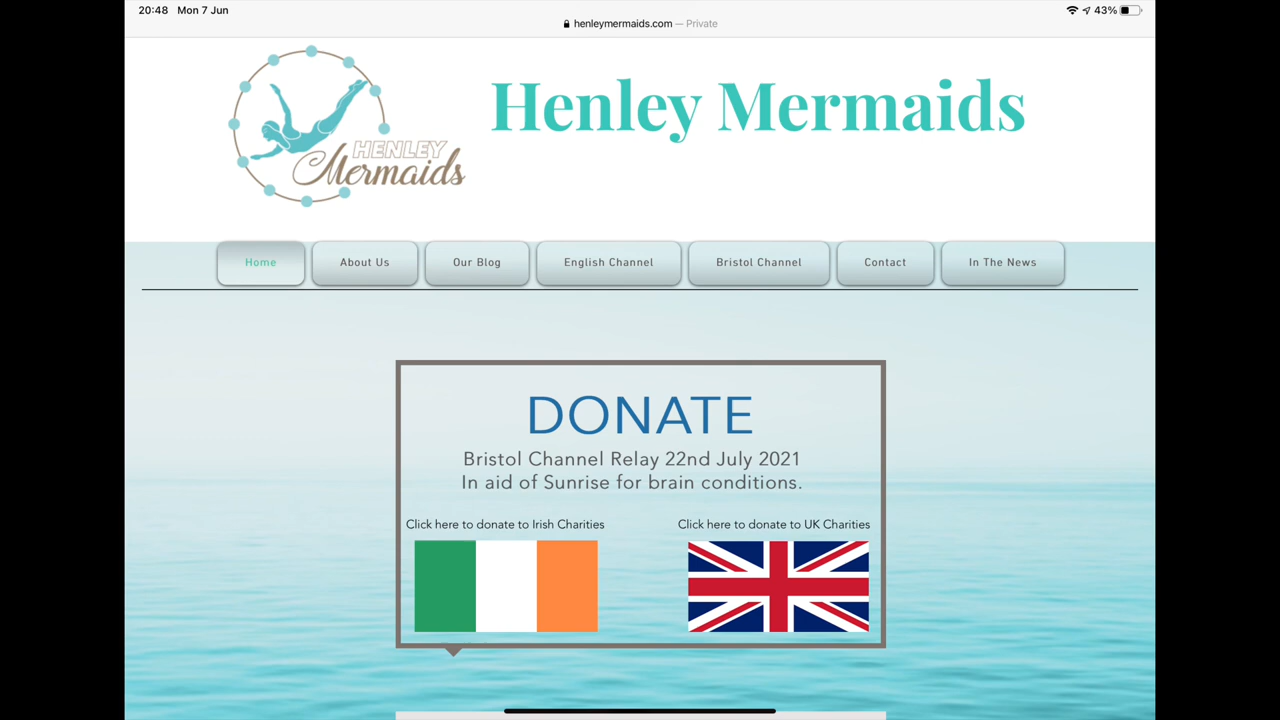 20:48 Mon 7 Jun
43%
henleymermaids.com — Private
HENLEY
Mermaids
Henley Mermaids
Home
About Us
Our Blog
English Channel
Bristol Channel
Contact
In The News
DONATE
Bristol Channel Relay 22nd July 2021
In aid of Sunrise for brain conditions.
Click here to donate to Irish Charities
Click here to donate to UK Charities